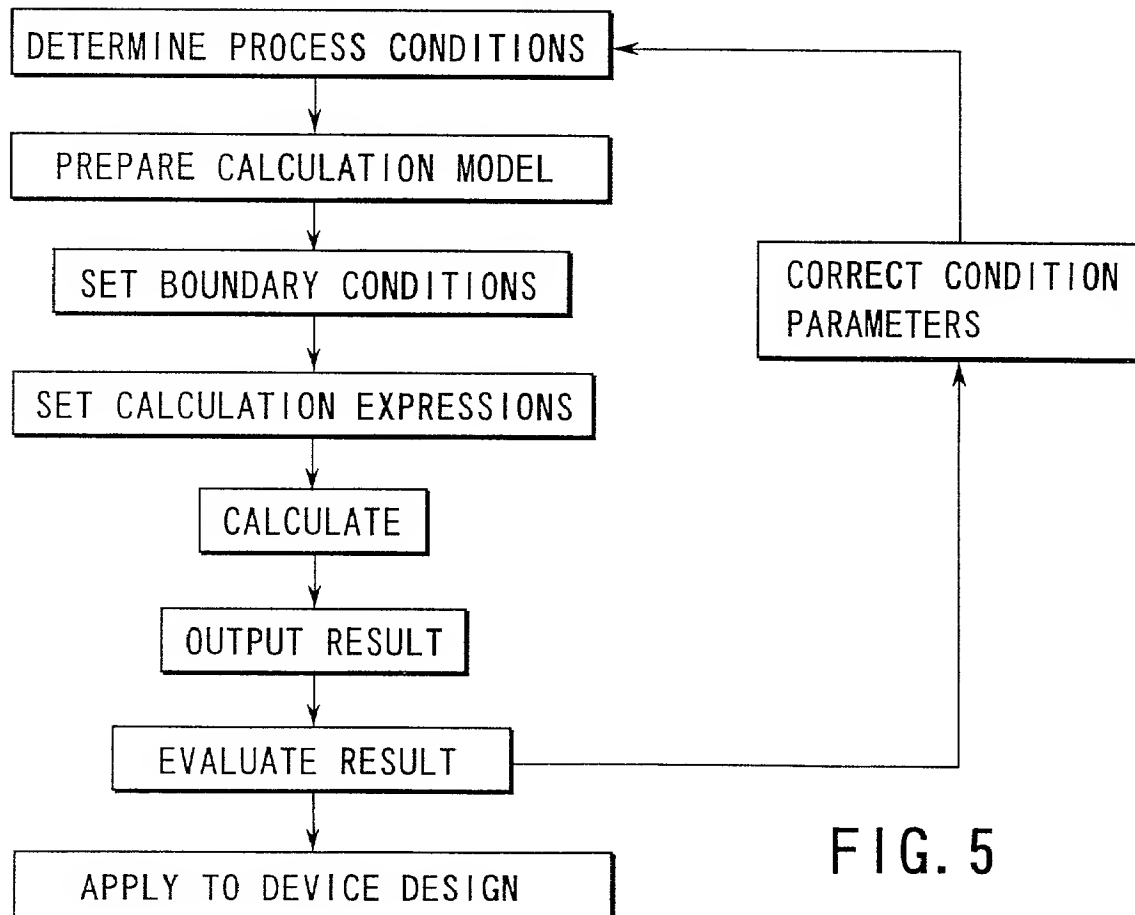 DETERMINE PROCESS CONDITIONS
PREPARE CALCULATION MODEL
SET BOUNDARY CONDITIONS
CORRECT CONDITION
PARAMETERS
SET CALCULATION EXPRESSIONS
CALCULATE
OUTPUT RESULT
EVALUATE RESULT
APPLY TO DEVICE DESIGN
FIG. 5